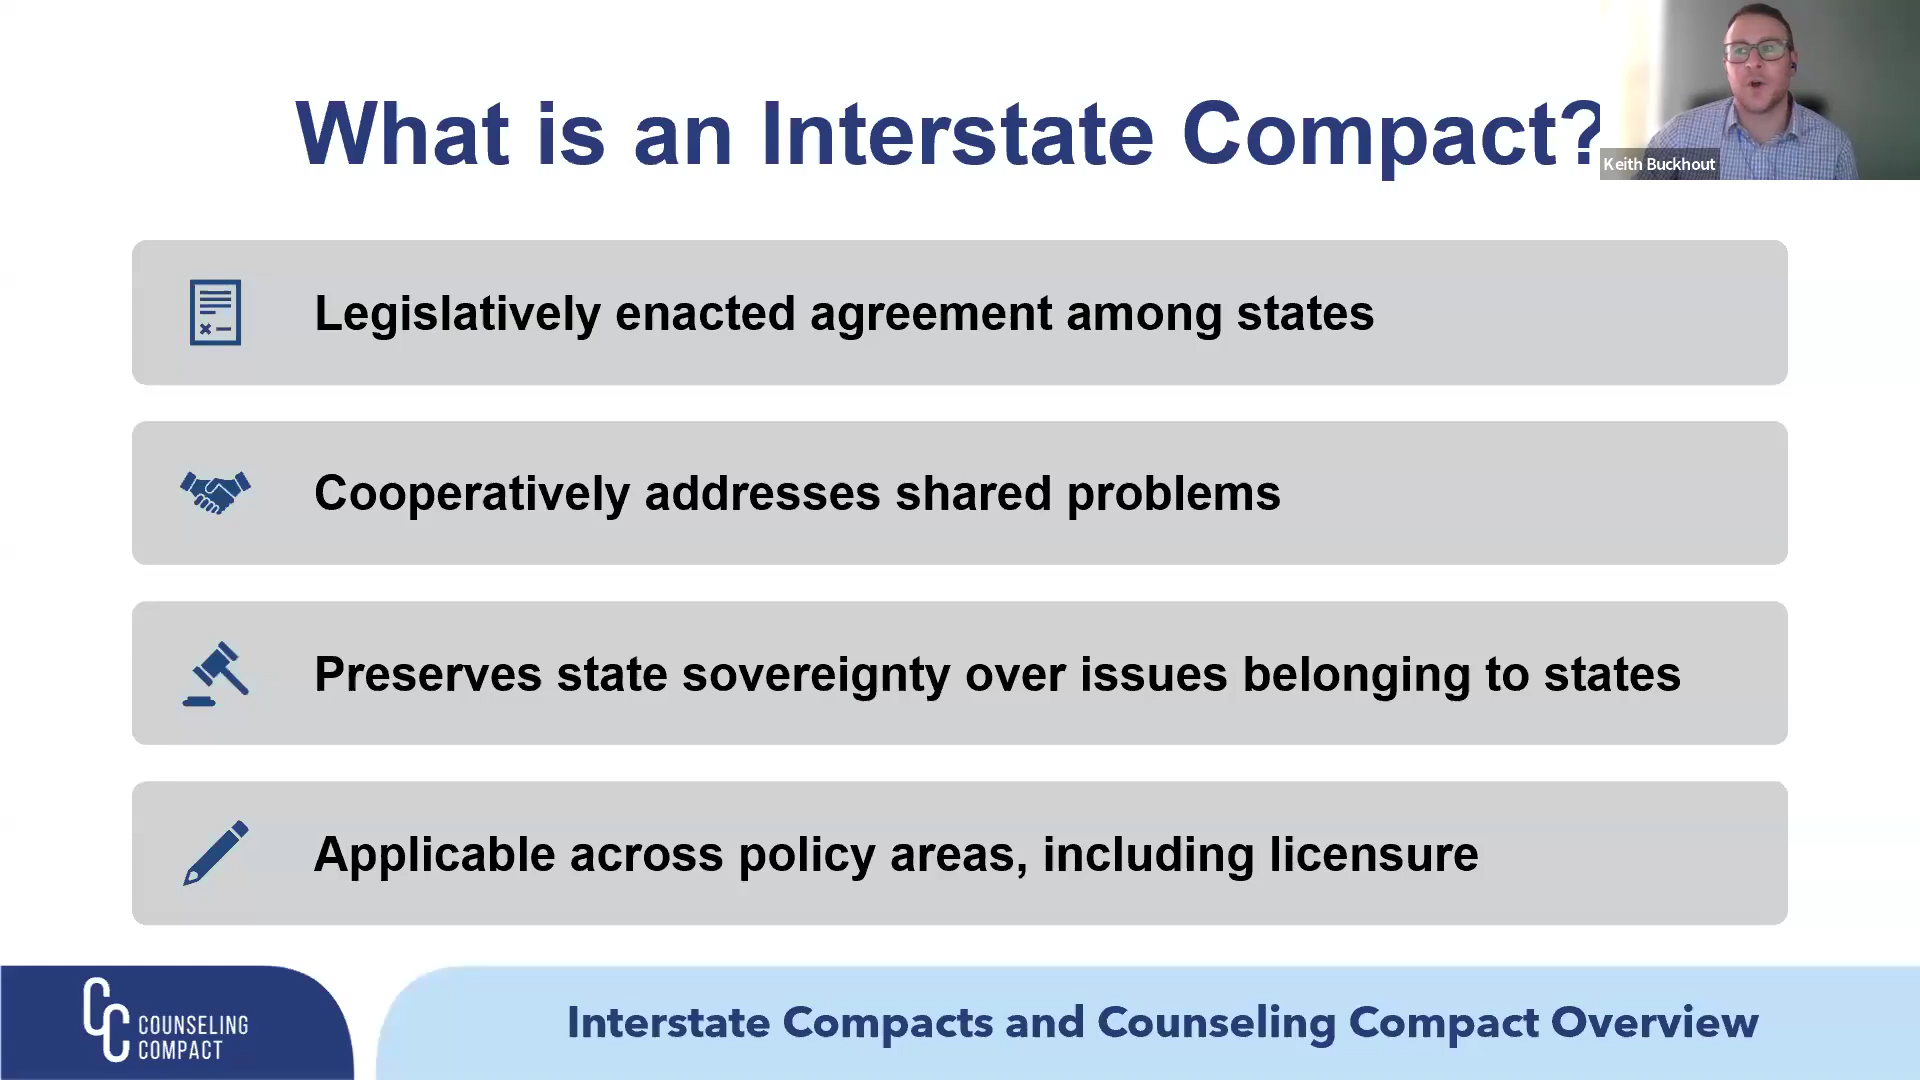 What is an Interstate Compact?
Keith Buckhout
Legislatively enacted agreement among states
Cooperatively addresses shared problems
Preserves state sovereignty over issues belonging to states
Applicable across policy areas, including licensure
CC
COUNSELING
COMPACT
Interstate Compacts and Counseling Compact Overview